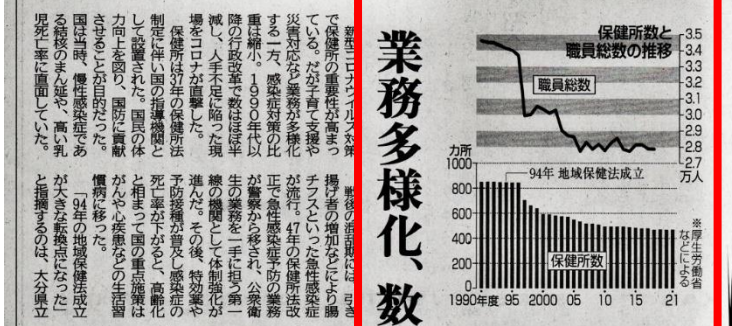 業務多様化、数
保健所数と
職員総数の推移
3.5
3.4
3.3
3.2
3.1
3.0
2.9
2.8
2.7
万人
職員総数
カ所
1000
800
600
400
200
0
94年 地域保健法成立
保健所数
1990年度
95
2000
05
10
15
21
※厚生労働省
などによる
新型コロナウイルス対策
で保健所の重要性が高まっ
ている。だが子育て支援や
災害対応など業務が多様化
する一方、感染症対策の比
重は縮小。1990年代以
降の行政改革で数はほぼ半
減し、人手不足に陥った現
場をコロナが直撃した。
保健所は37年の保健所法
制定に伴い国の指導機関と
して設置された。国民の体
力向上を図り、国防に貢献
させることが目的だった。
国は当時、慢性感染症であ
る結核のまん延や、高い乳
児死亡率に直面していた。
戦後の混乱期には、引き
揚げ者の増加などにより腸
チフスといった急性感染症
が流行。47年の保健所法改
正で急性感染症予防の業務
が警察から移され、公衆衛
生の業務を一手に担う第一
線の機関として体制強化が
進んだ。その後、特効薬や
予防接種が普及し感染症の
死亡率が下がると、高齢化
と相まって国の重点施策は
がんや心疾患などの生活習
慣病に移った。
「94年の地域保健法成立
が大きな転換点になった」
と指摘するのは、大分県立